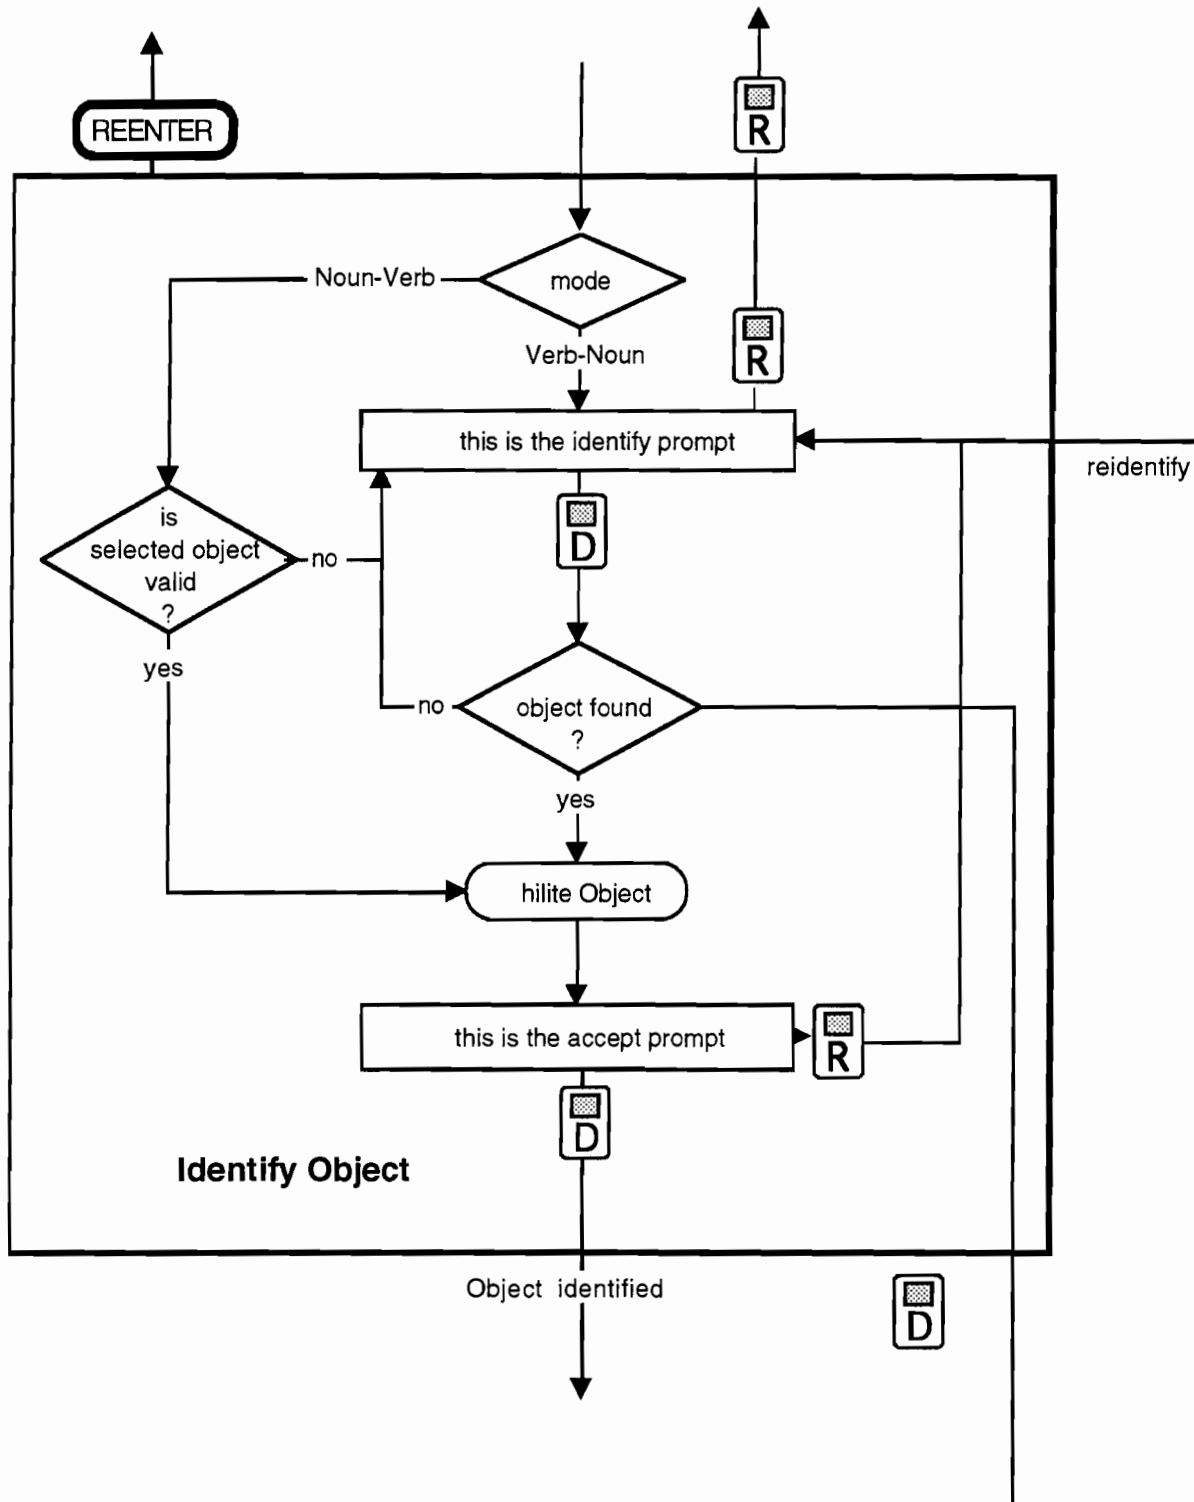 R
REENTER
Noun-Verb
mode
Verb-Noun
R
this is the identify prompt
reidentify
is
selected object
valid
?
no
D
yes
no
object found
?
yes
hilite Object
this is the accept prompt
R
D
Identify Object
Object identified
D